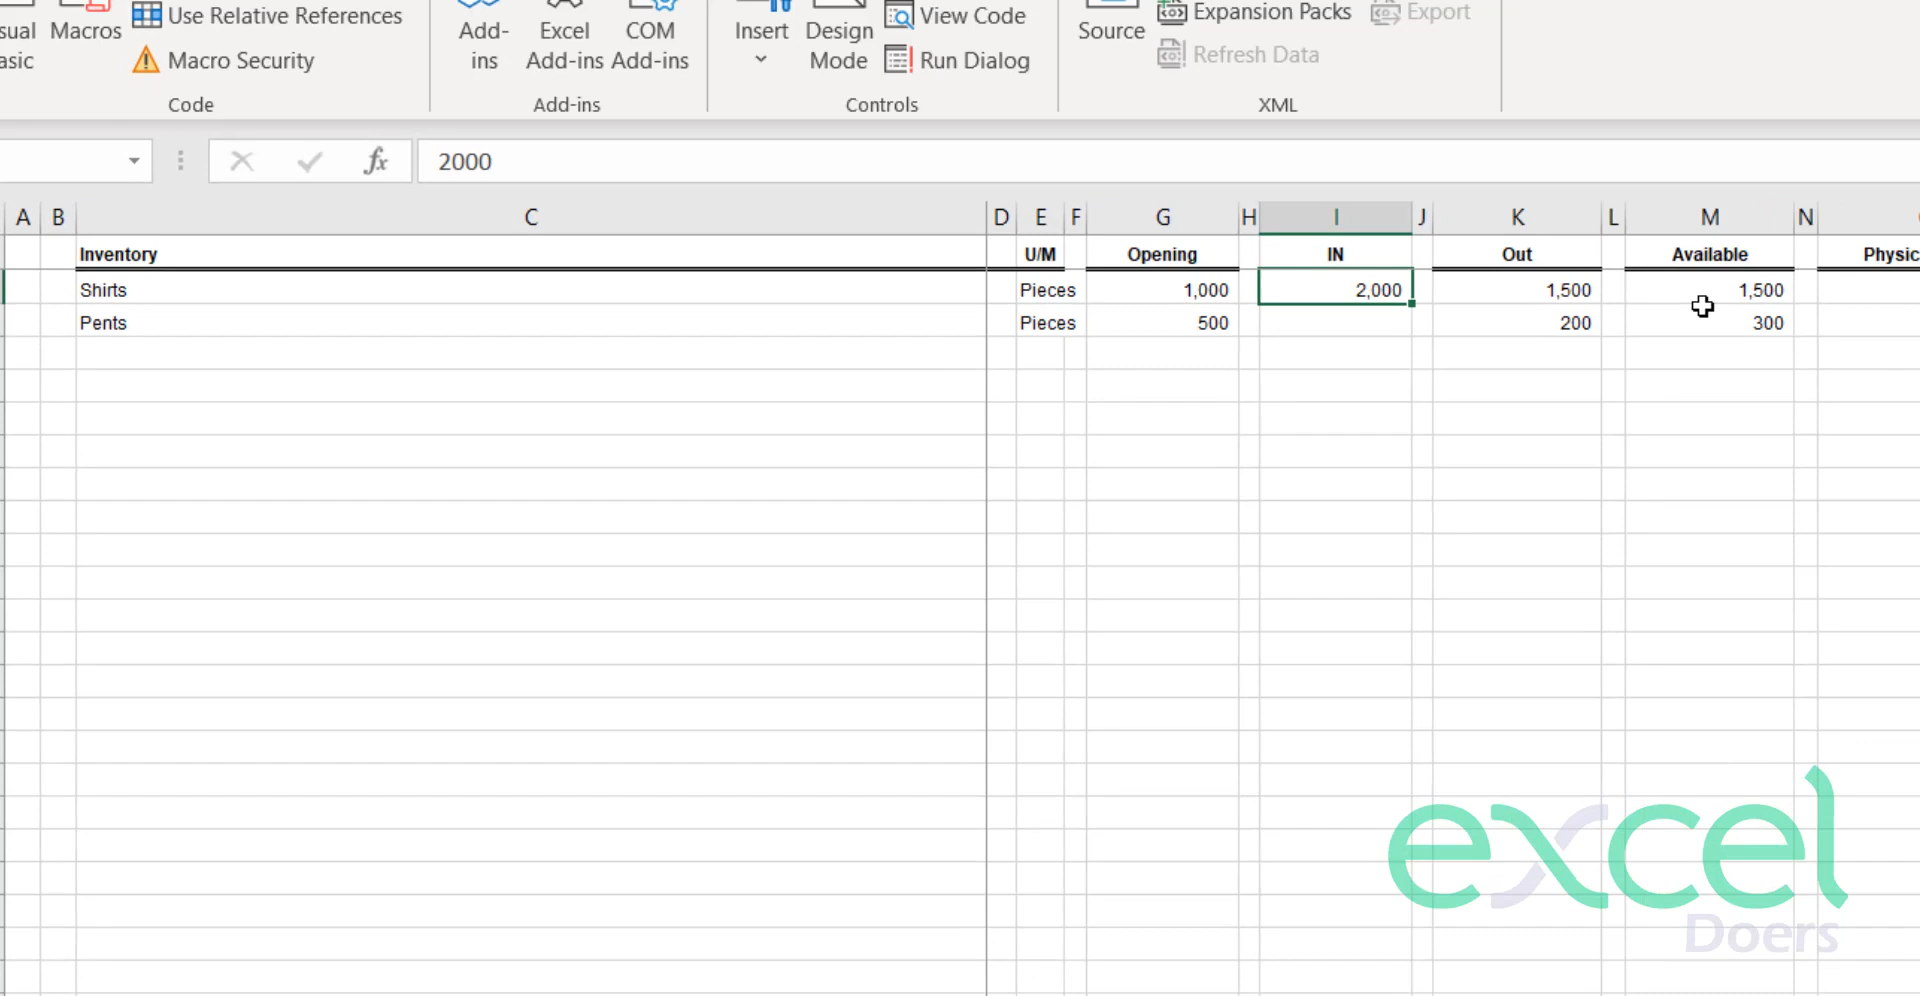 sual Macros Use Relative References Add- Excel COM Insert Design View Code Source Expansion Packs Export
asic Macro Security ins Add-ins Add-ins Mode Run Dialog Refresh Data
Code Add-ins Controls XML
fx 2000
A B C D E F G H I J K L M N
Inventory U/M Opening IN Out Available Physic
Shirts Pieces 1,000 2,000 1,500 1,500
Pents Pieces 500 200 300
excel
Doers